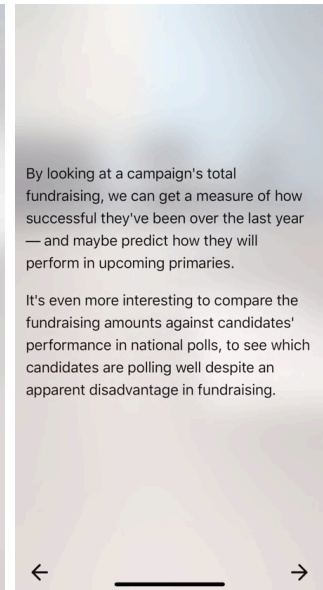 By looking at a campaign's total
fundraising, we can get a measure of how
successful they've been over the last year
— and maybe predict how they will
perform in upcoming primaries.
It's even more interesting to compare the
fundraising amounts against candidates'
performance in national polls, to see which
candidates are polling well despite an
apparent disadvantage in fundraising.